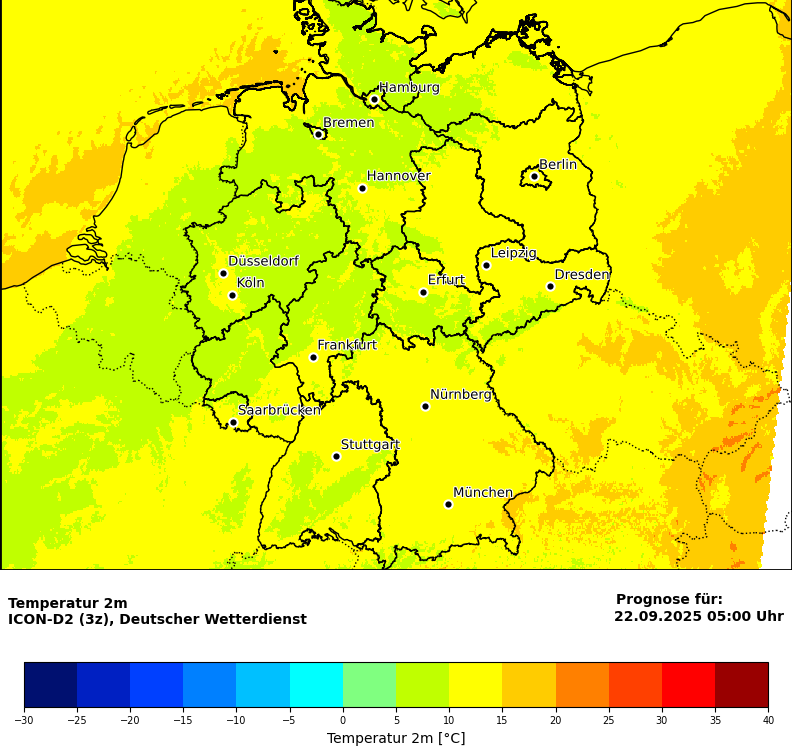 Hamburg
Bremen
Berlin
Hannover
Leipzig
Düsseldorf
Dresden
Köln
Erfurt
Frankfurt
Nürnberg
Saarbrücken
Stuttgart
München
Temperatur 2m
ICON-D2 (3z), Deutscher Wetterdienst
Prognose für:
22.09.2025 05:00 Uhr
−30 −25 −20 −15 −10 −5 0 5 10 15 20 25 30 35 40
Temperatur 2m [°C]